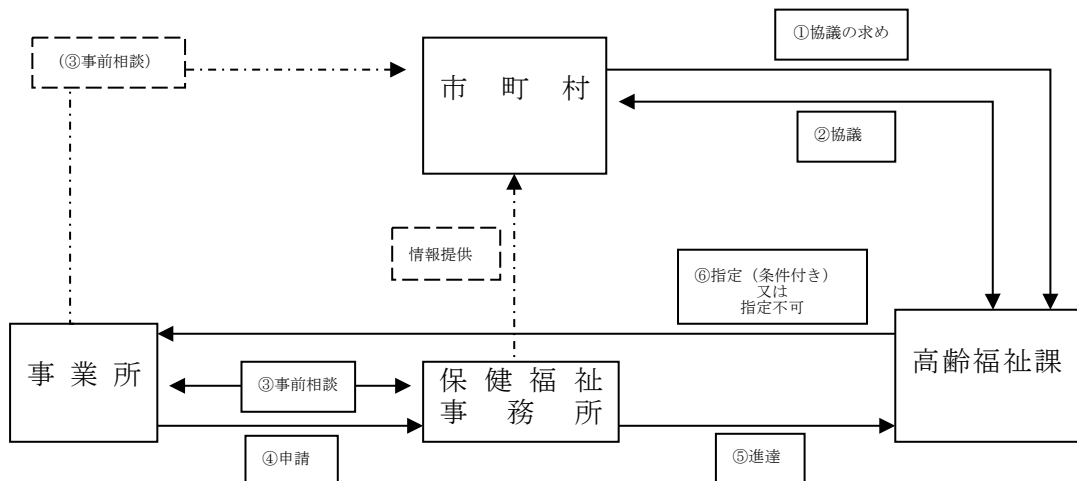 ①協議の求め
(③事前相談)
市町村
②協議
情報提供
⑥指定（条件付き）
又は
指定不可
事業所
③事前相談
保健福祉
事務所
高齢福祉課
④申請
⑤進達